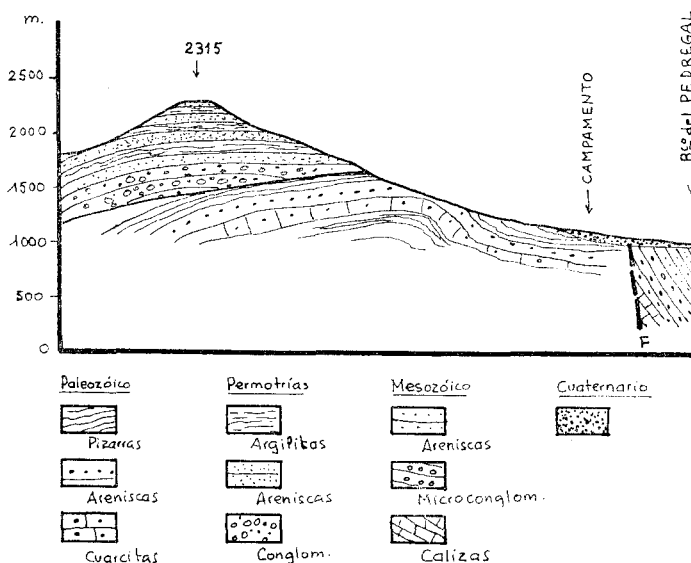 m.
2315
2500
2000
1500
1000
500
0
CAMPAMENTO
Rº del PEDREGAL
F
Paleozóico
Pizarras
Areniscas
Cuarcitas
Permotrías
Argilitas
Areniscas
Conglom.
Mesozóico
Areniscas
Microconglom.
Calizas
Cuaternario